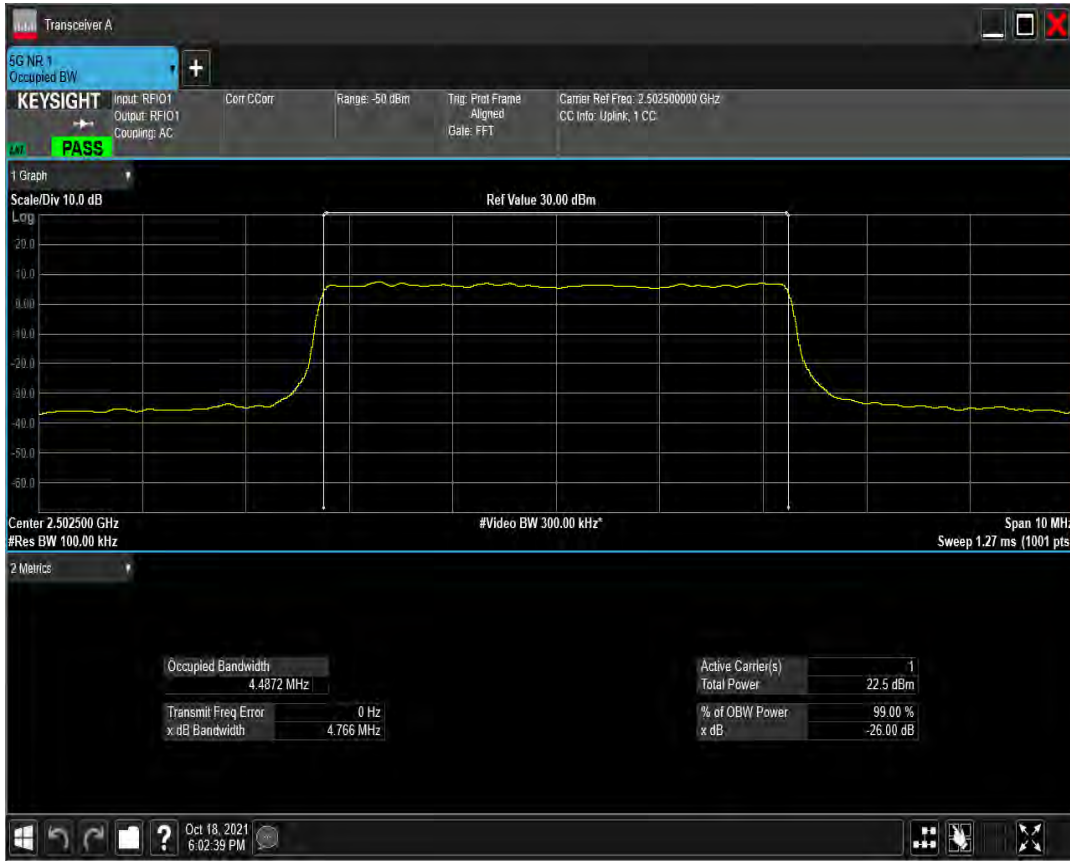 Transceiver A
5G NR 1
Occupied BW
+
KEYSIGHT
Input: RFIO1
Output: RFIO1
Coupling: AC
Corr CCorr
Range: -50 dBm
Trig: Prot Frame
Aligned
Gate: FFT
Carrier Ref Freq: 2.502500000 GHz
CC Info: Uplink, 1 CC
PASS
1 Graph
Scale/Div 10.0 dB
Ref Value 30.00 dBm
Log
20.0
10.0
0.00
-10.0
-20.0
-30.0
-40.0
-50.0
-60.0
Center 2.502500 GHz
#Video BW 300.00 kHz*
Span 10 MHz
#Res BW 100.00 kHz
Sweep 1.27 ms (1001 pts
2 Metrics
Occupied Bandwidth
4.4872 MHz
Transmit Freq Error 0 Hz
x dB Bandwidth 4.766 MHz
Active Carrier(s) 1
Total Power 22.5 dBm
% of OBW Power 99.00 %
x dB -26.00 dB
?
Oct 18, 2021
6:02:39 PM